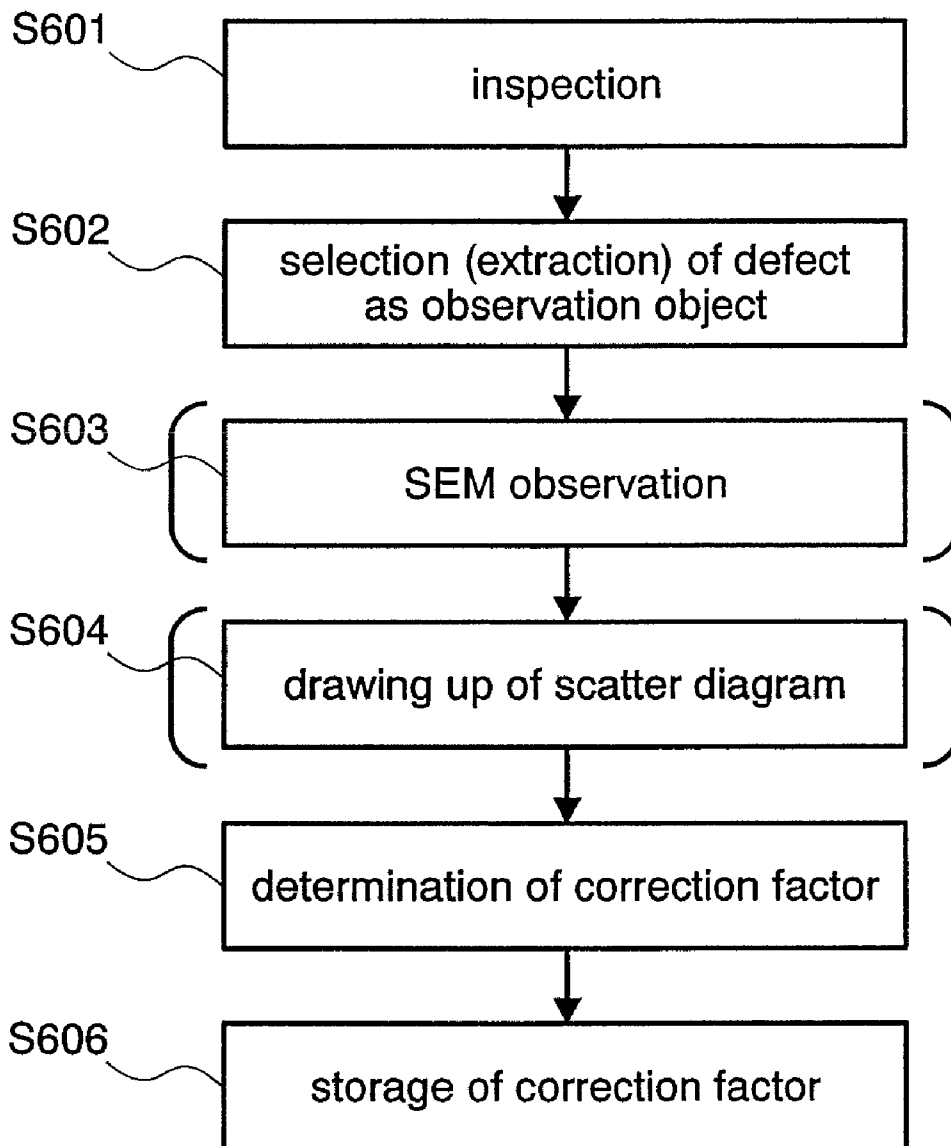 S601
inspection
S602
selection (extraction) of defect
as observation object
S603
SEM observation
S604
drawing up of scatter diagram
S605
determination of correction factor
S606
storage of correction factor